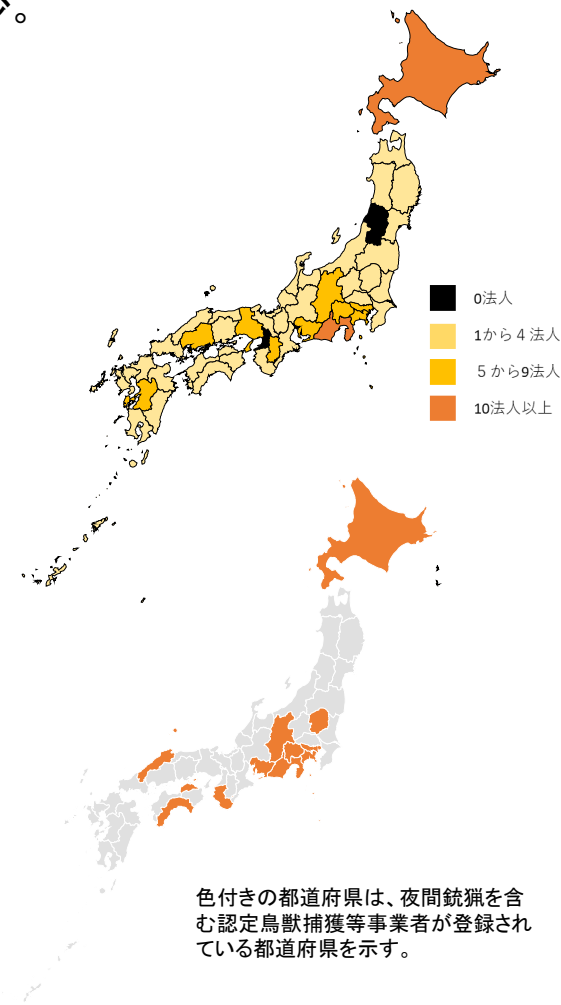 。
0法人
1から４法人
５から9法人
10法人以上
色付きの都道府県は、夜間銃猟を含
む認定鳥獣捕獲等事業者が登録され
ている都道府県を示す。